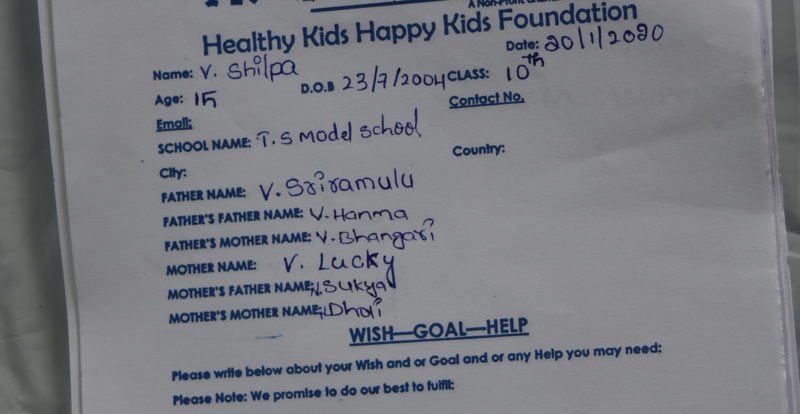 A Non-Profit
Healthy Kids Happy Kids Foundation
Date: 20/1/2020
Name: V. Shilpa
D.O.B 23/7/2004 CLASS: 10th
Age: 15
Contact No.
Email:
SCHOOL NAME: T.S Model School
City:
Country:
FATHER NAME: V. Sriramulu
FATHER'S FATHER NAME: V. Hanma
FATHER'S MOTHER NAME: V. Bhangari
MOTHER NAME: V. Lucky
MOTHER'S FATHER NAME: N. Sukya
MOTHER'S MOTHER NAME:
WISH—GOAL—HELP
Please write below about your Wish and or Goal and or any Help you may need:
Please Note: We promise to do our best to fulfil: